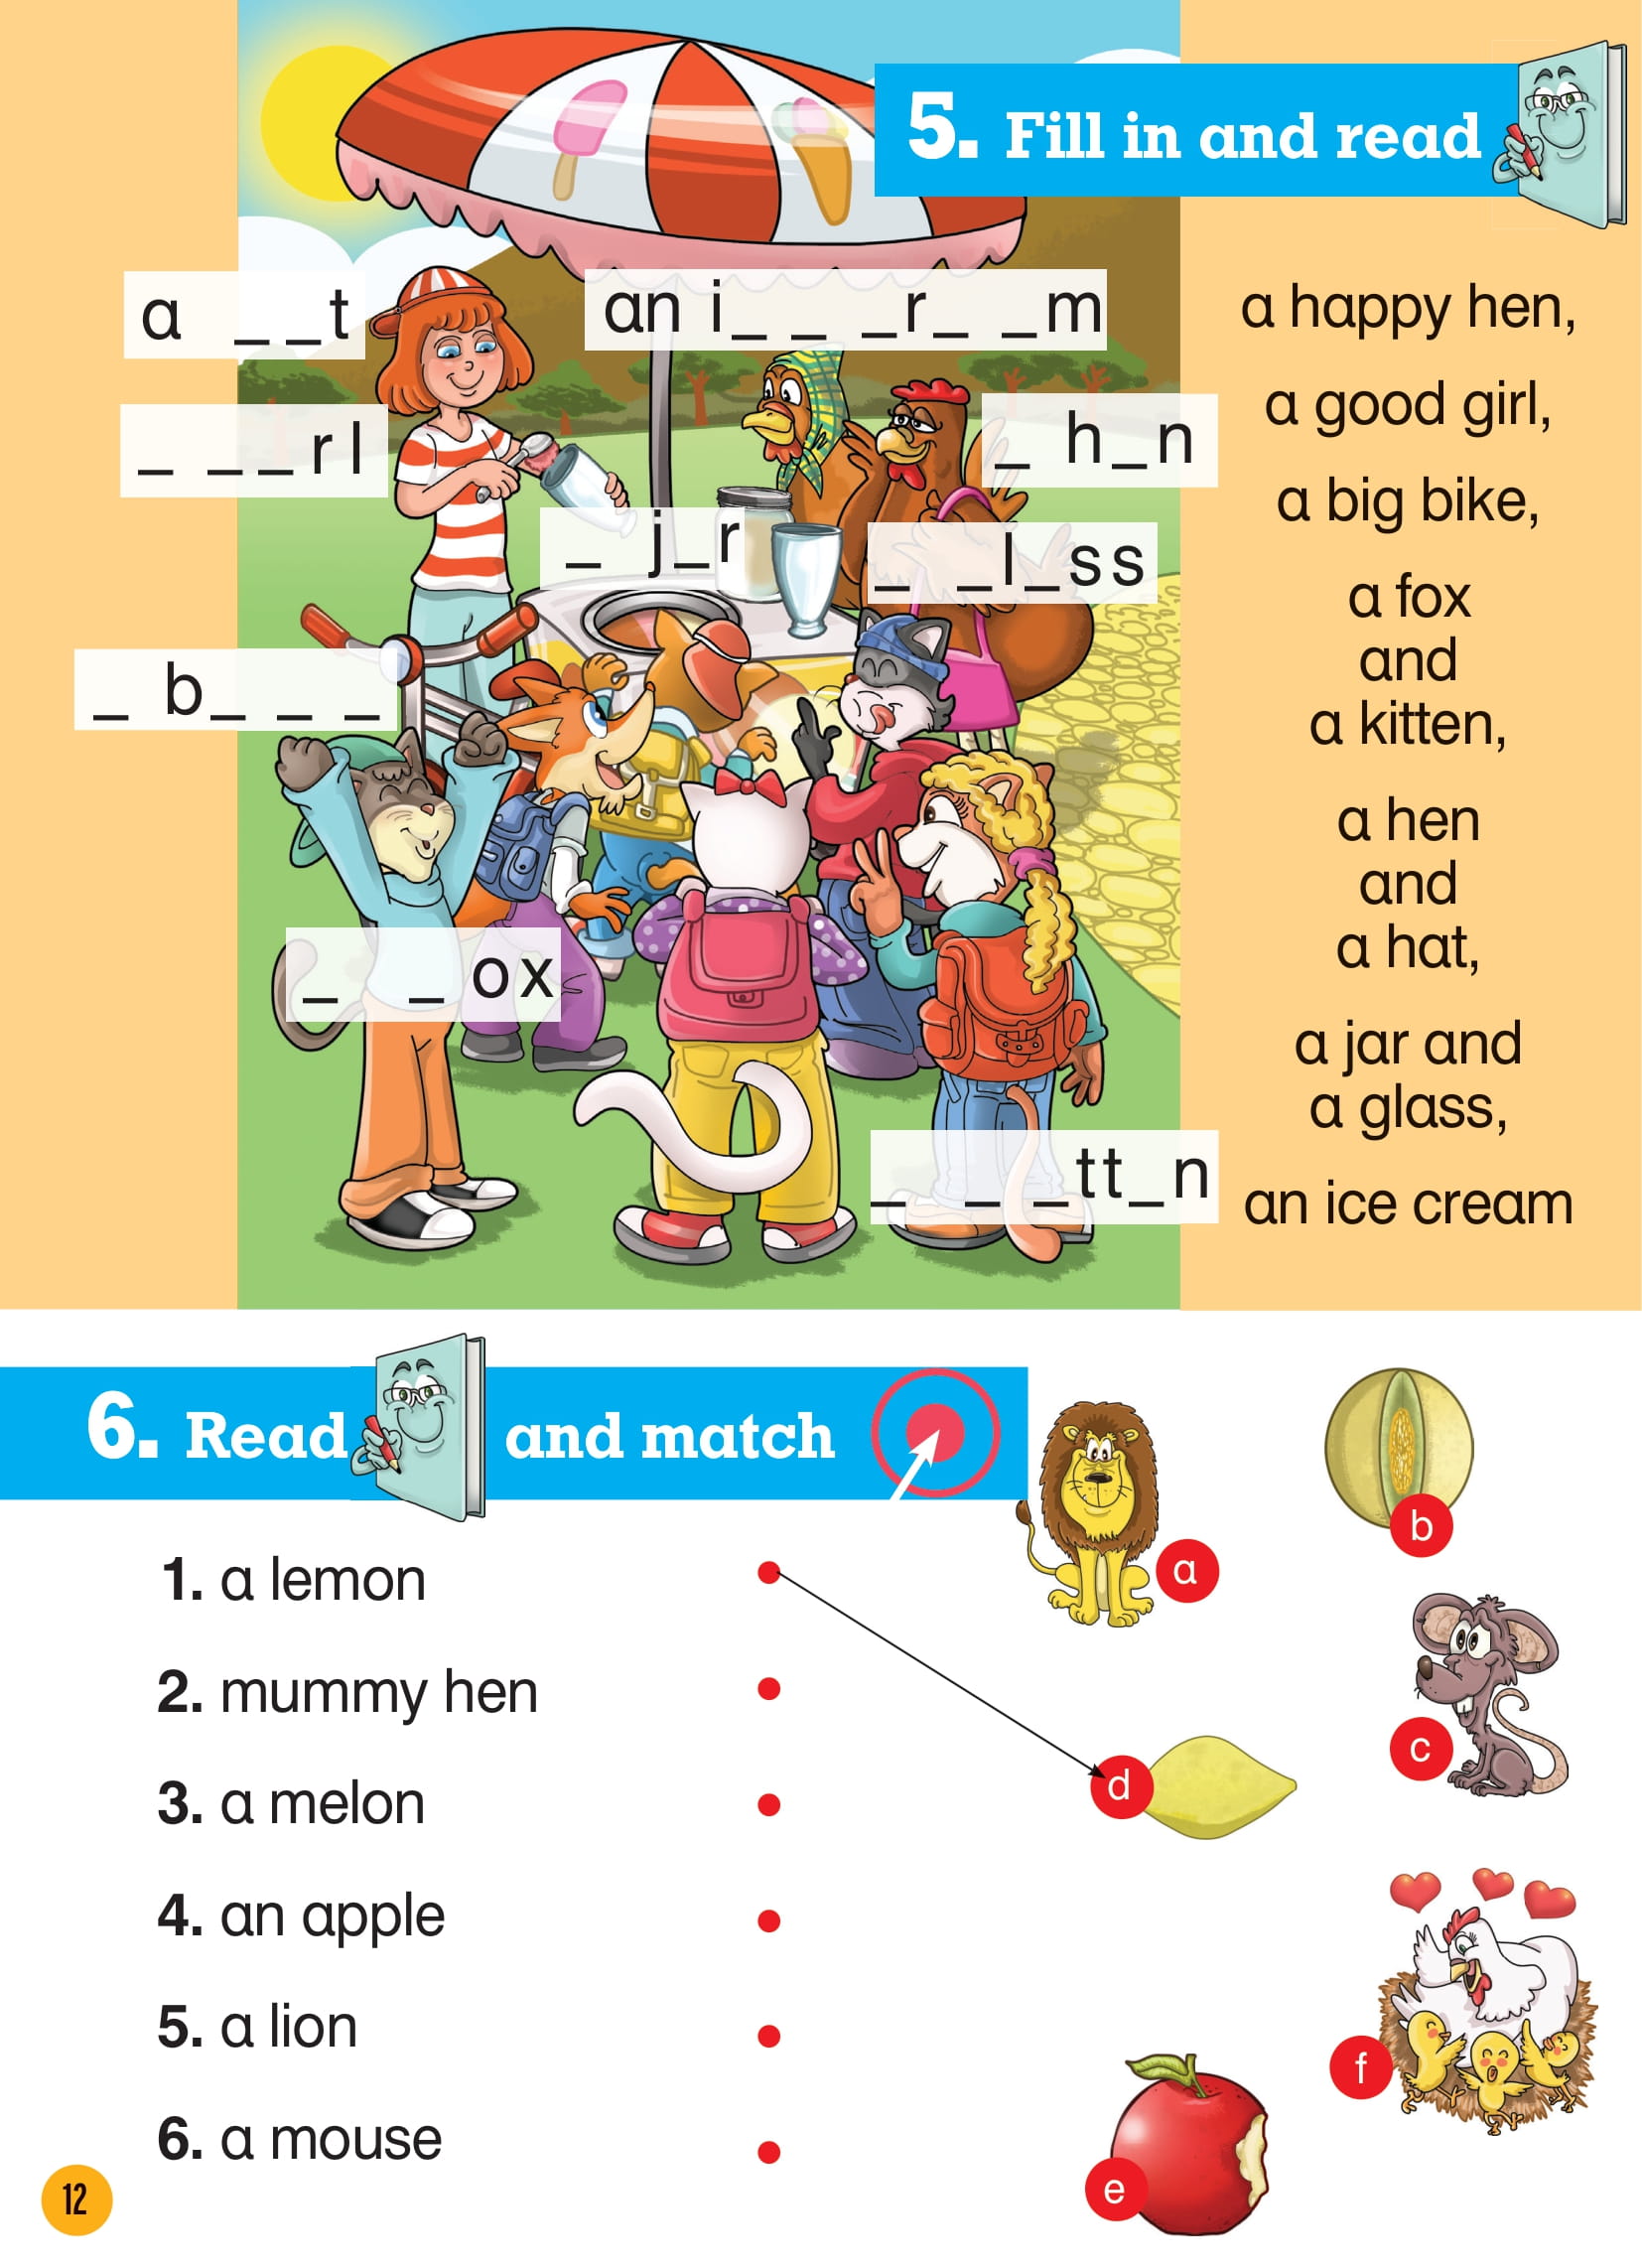 5. Fill in and read
a _ _t
an i_ _ _r_ _m
_ _ _rl
_ h_n
_ j_r
_ _l_ss
_ b_ _ _
_ _ox
_ _ _tt_n
a happy hen,
a good girl,
a big bike,
a fox
and
a kitten,
a hen
and
a hat,
a jar and
a glass,
an ice cream
6. Read and match
1. a lemon
2. mummy hen
3. a melon
4. an apple
5. a lion
6. a mouse
a
b
c
d
e
f
12